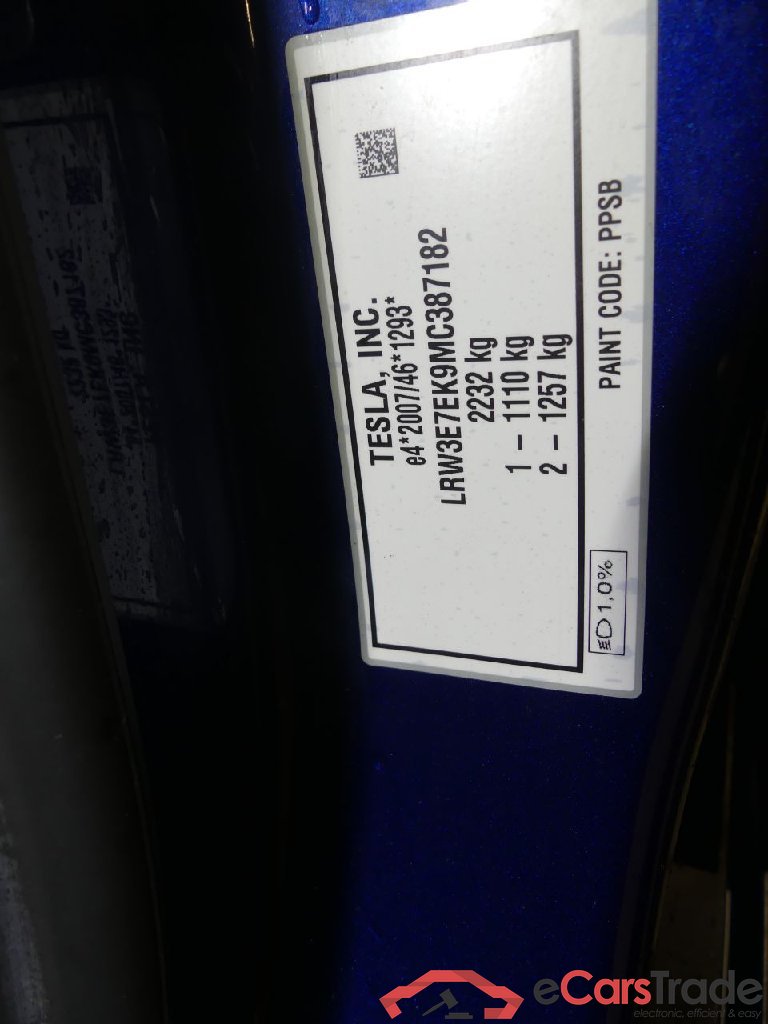 TESLA, INC.
e4*2007/46*1293*
LRW3E7EK9MC387182
2232 kg
1 – 1110 kg
2 – 1257 kg
PAINT CODE: PPSB
1,0%
eCarsTrade
electronic, efficient & easy